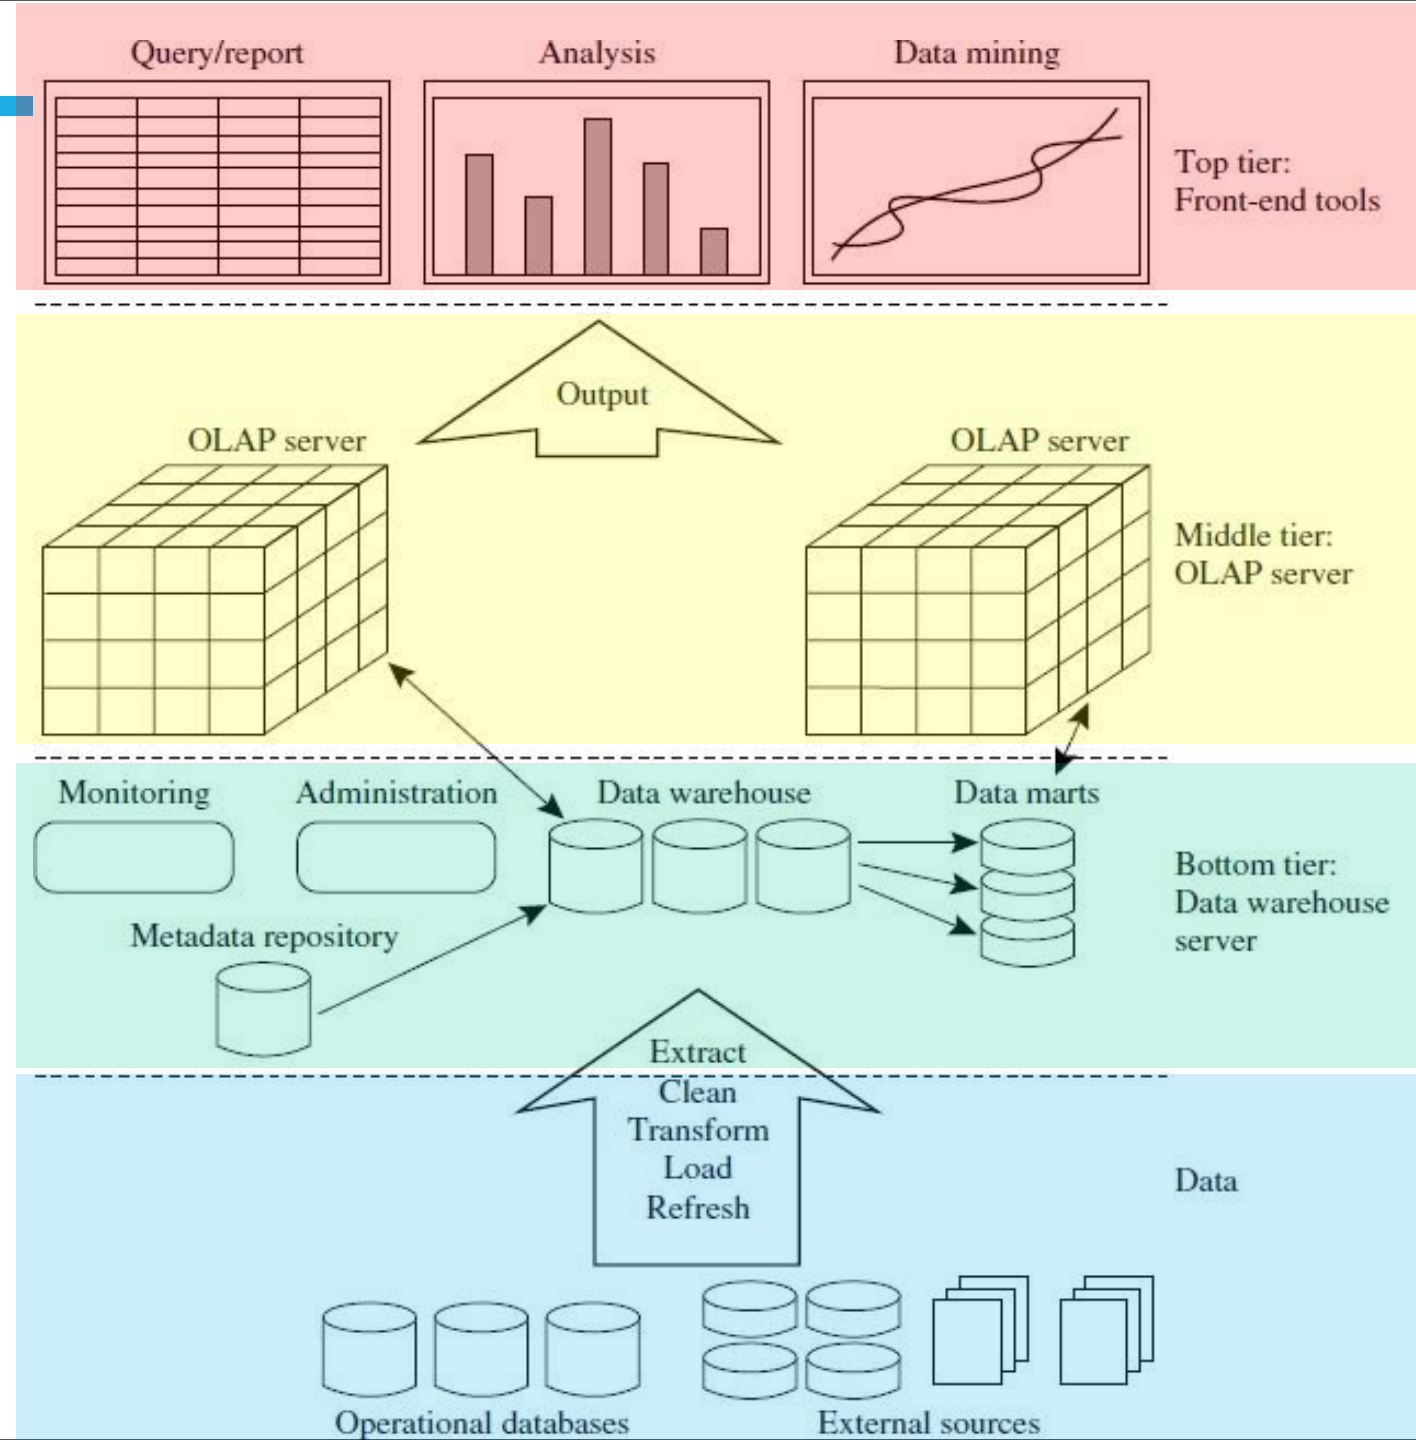 Query/report
Analysis
Data mining
Top tier:
Front-end tools
Output
OLAP server
OLAP server
Middle tier:
OLAP server
Monitoring
Administration
Data warehouse
Data marts
Bottom tier:
Data warehouse
server
Metadata repository
Extract
Clean
Transform
Load
Refresh
Data
Operational databases
External sources